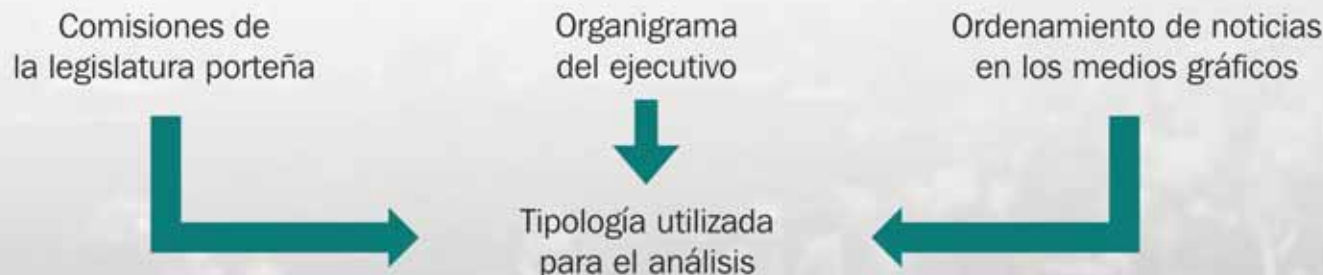 Comisiones de
la legislatura porteña
Organigrama
del ejecutivo
Ordenamiento de noticias
en los medios gráficos
Tipología utilizada
para el análisis